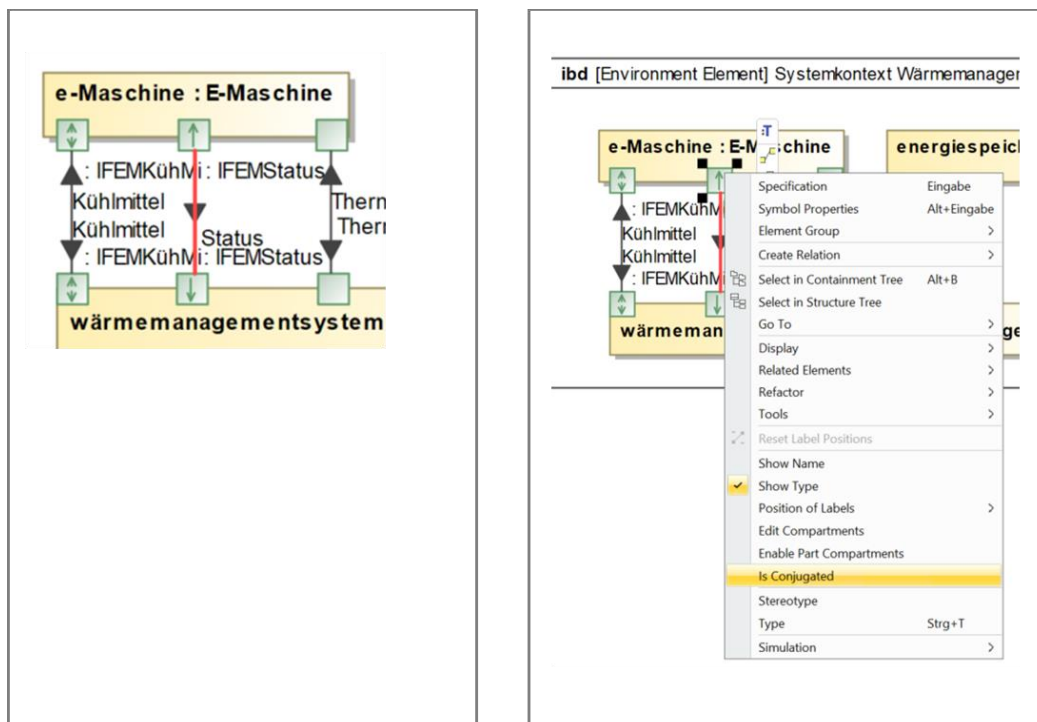 e-Maschine : E-Maschine
: IFEMKühMi : IFEMStatus
Kühlmittel
Kühlmittel
Status
: IFEMKühMi : IFEMStatus
Therm
Therr
wärmemanagementsystem
ibd [Environment Element] Systemkontext Wärmemanager
e-Maschine : E-M chine
energiespeic
: IFEMKühM
Kühlmittel
Kühlmittel
: IFEMKühM
wärmeman
ge
:T
Specification Eingabe
Symbol Properties Alt+Eingabe
Element Group
Create Relation
Select in Containment Tree Alt+B
Select in Structure Tree
Go To
Display
Related Elements
Refactor
Tools
Reset Label Positions
Show Name
Show Type
Position of Labels
Edit Compartments
Enable Part Compartments
Is Conjugated
Stereotype
Type Strg+T
Simulation